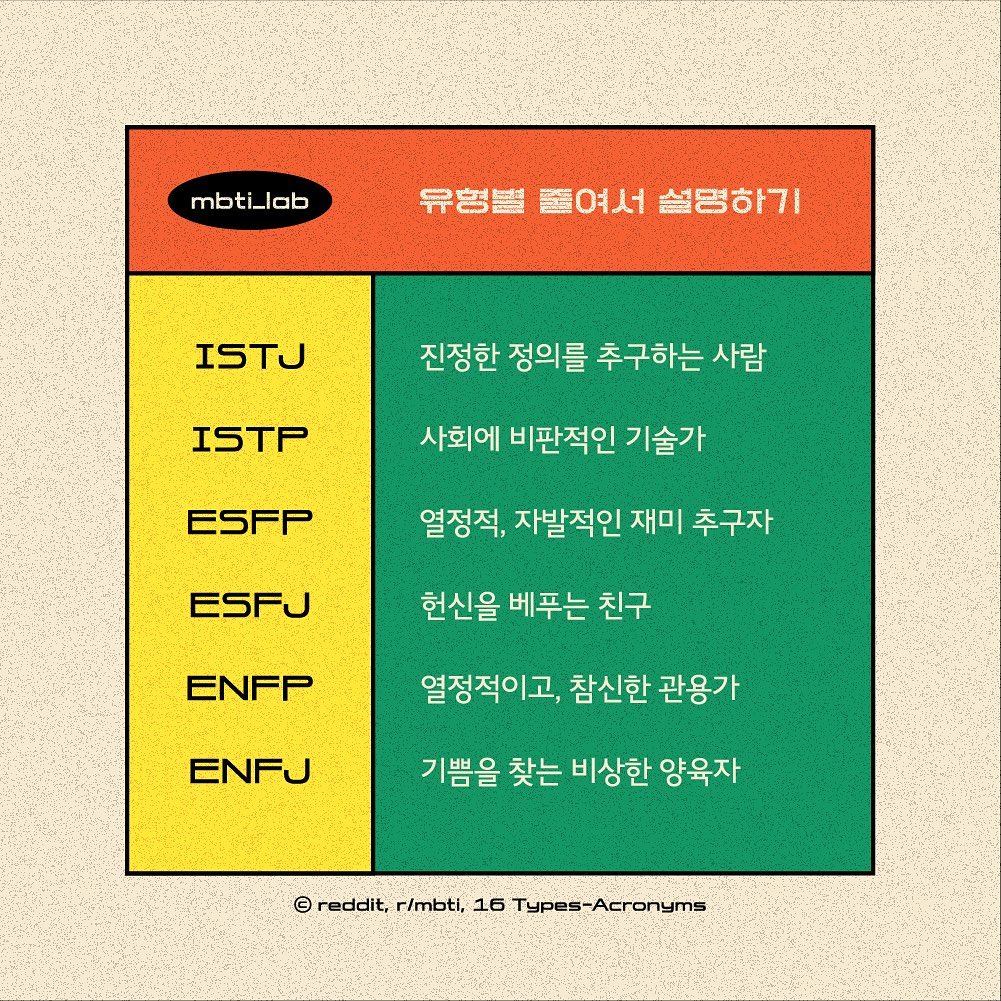 mbti_lab 유형별 줄여서 설명하기
ISTJ 진정한 정의를 추구하는 사람
ISTP 사회에 비판적인 기술가
ESFP 열정적, 자발적인 재미 추구자
ESFJ 헌신을 베푸는 친구
ENFP 열정적이고, 참신한 관용가
ENFJ 기쁨을 찾는 비상한 양육자
© reddit, r/mbti, 16 Types-Acronyms